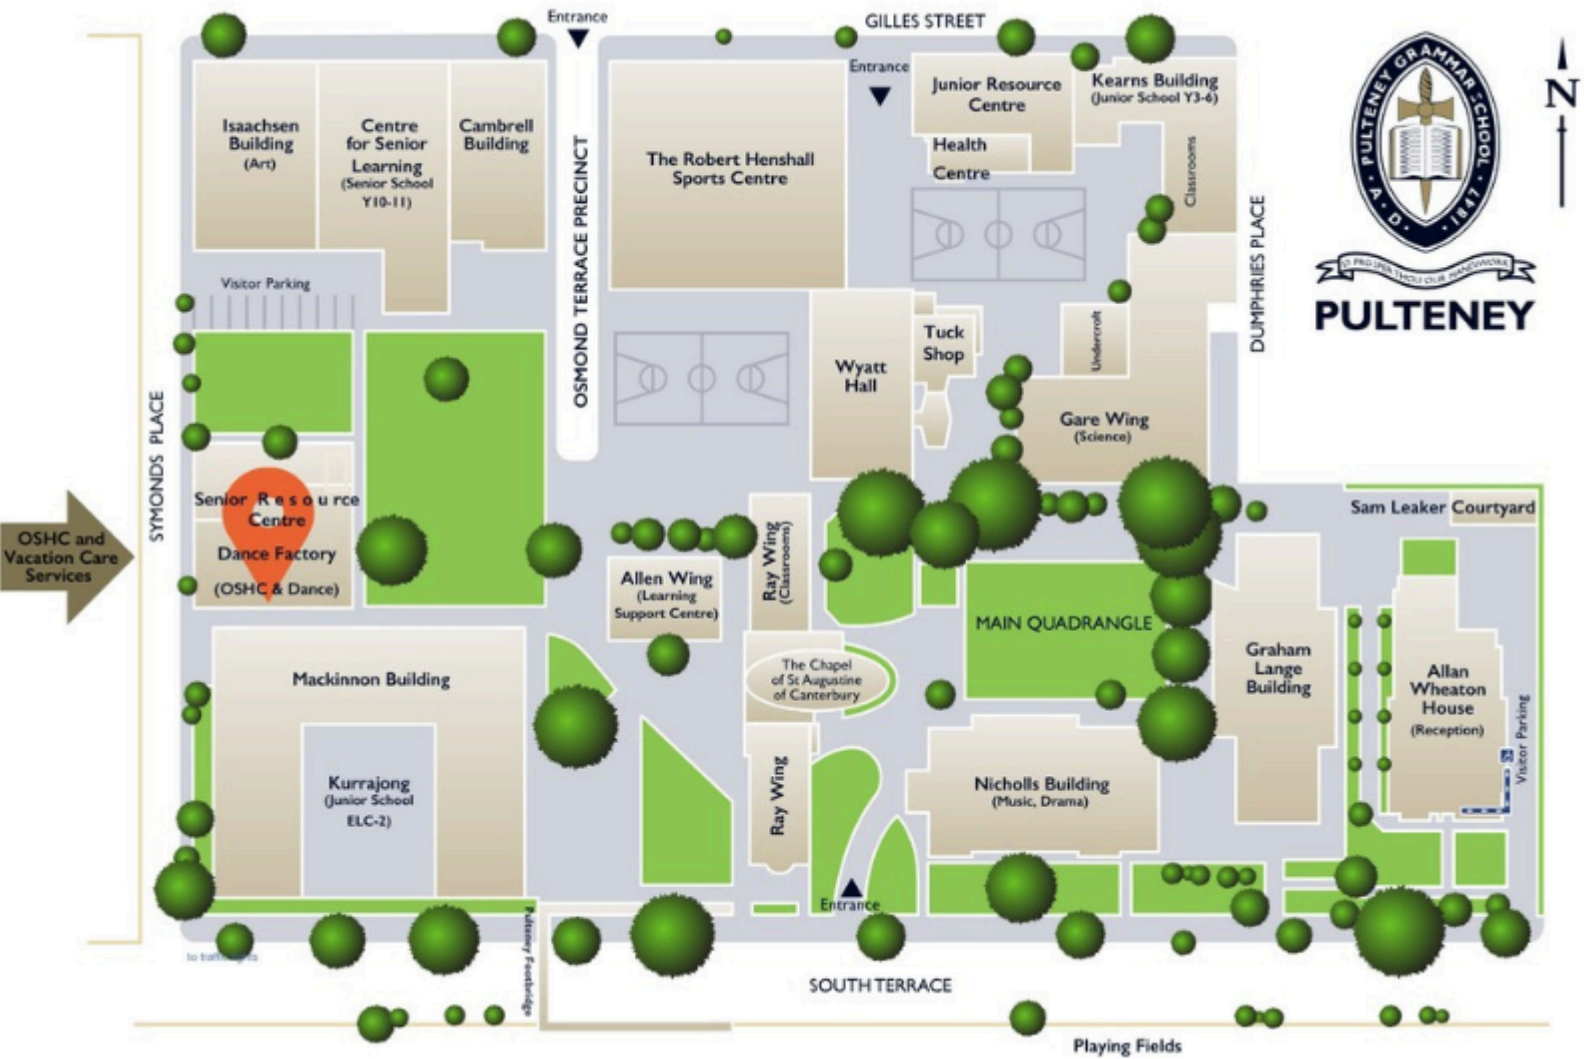 Entrance
GILLES STREET
Entrance
Isaachsen
Building
(Art)
Centre
for Senior
Learning
(Senior School
Y10-11)
Cambrell
Building
OSMOND TERRACE PRECINCT
The Robert Henshall
Sports Centre
Junior Resource
Centre
Health
Centre
Kearns Building
(Junior School Y3-6)
Classrooms
DUMPHRIES PLACE
PULTENEY GRAMMAR SCHOOL
A.D. 1847
PULTENEY
N
Visitor Parking
SYMONDS PLACE
Wyatt
Hall
Tuck
Shop
Undercroft
Gare Wing
(Science)
OSHC and
Vacation Care
Services
Senior Resource
Centre
Dance Factory
(OSHC & Dance)
Allen Wing
(Learning
Support Centre)
Ray Wing
(Classrooms)
MAIN QUADRANGLE
Sam Leaker Courtyard
Mackinnon Building
The Chapel
of St Augustine
of Canterbury
Graham
Lange
Building
Allan
Wheaton
House
(Reception)
Visitor Parking
Kurrajong
(Junior School
ELC-2)
Ray Wing
Nicholls Building
(Music, Drama)
Entrance
Pulteney Footbridge
to traffic lights
SOUTH TERRACE
Playing Fields